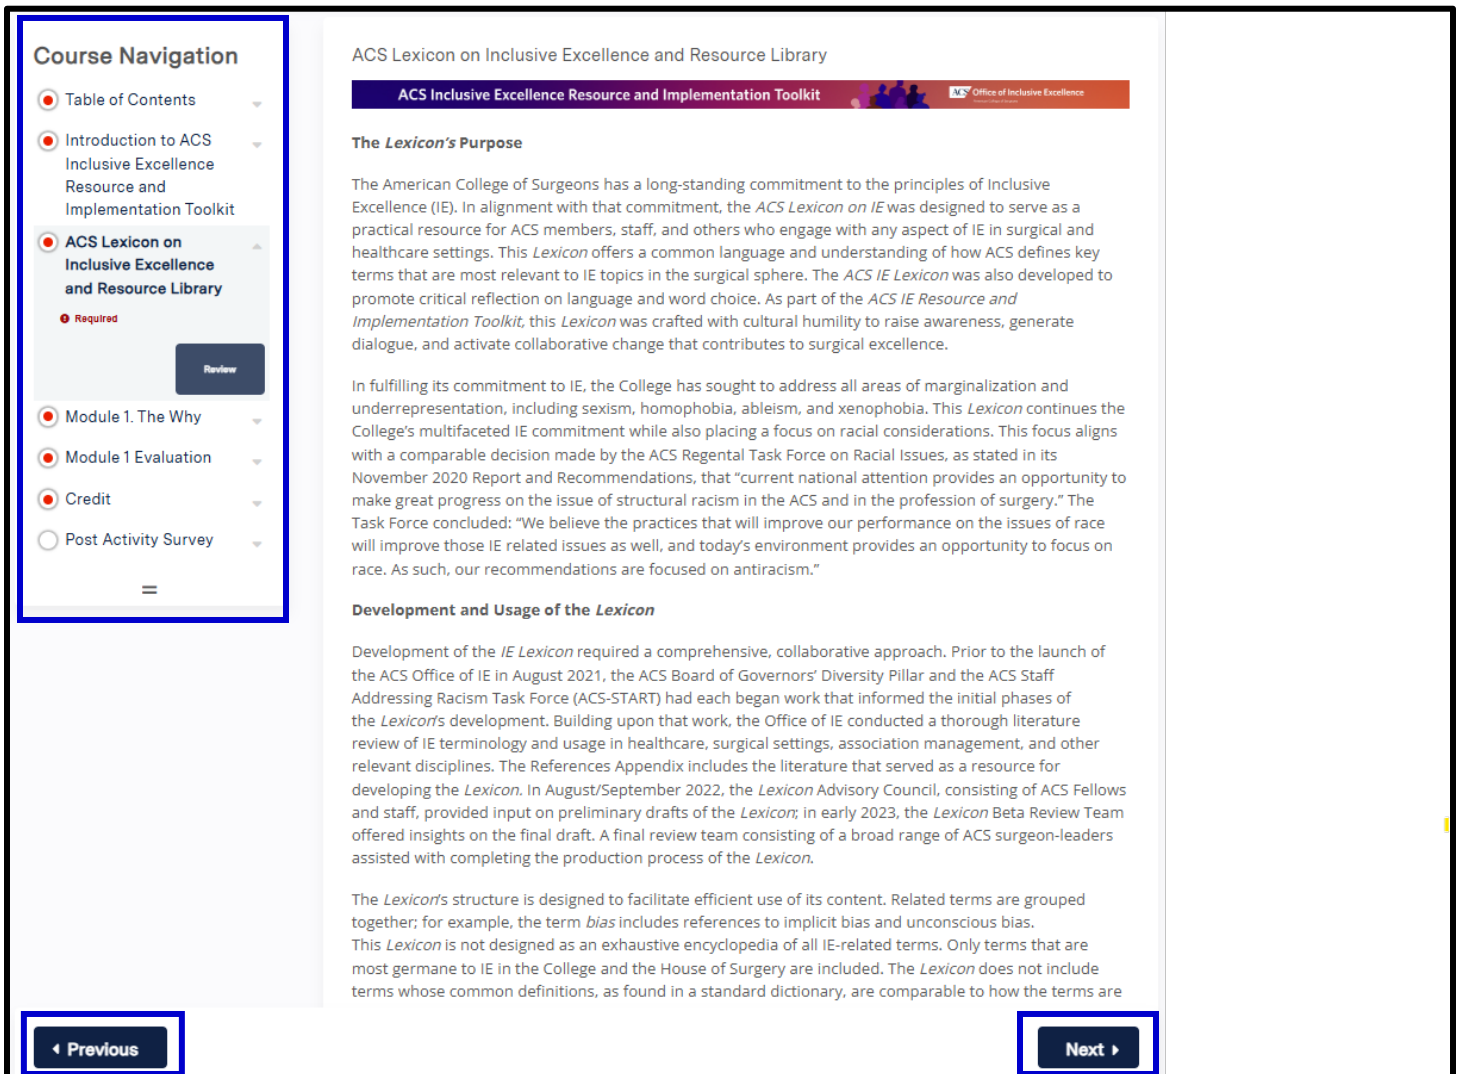 Course Navigation
Table of Contents
Introduction to ACS
Inclusive Excellence
Resource and
Implementation Toolkit
ACS Lexicon on
Inclusive Excellence
and Resource Library
Required
Review
Module 1. The Why
Module 1 Evaluation
Credit
Post Activity Survey
ACS Lexicon on Inclusive Excellence and Resource Library
ACS Inclusive Excellence Resource and Implementation Toolkit
ACS Office of Inclusive Excellence
The Lexicon's Purpose
The American College of Surgeons has a long-standing commitment to the principles of Inclusive
Excellence (IE). In alignment with that commitment, the ACS Lexicon on IE was designed to serve as a
practical resource for ACS members, staff, and others who engage with any aspect of IE in surgical and
healthcare settings. This Lexicon offers a common language and understanding of how ACS defines key
terms that are most relevant to IE topics in the surgical sphere. The ACS IE Lexicon was also developed to
promote critical reflection on language and word choice. As part of the ACS IE Resource and
Implementation Toolkit, this Lexicon was crafted with cultural humility to raise awareness, generate
dialogue, and activate collaborative change that contributes to surgical excellence.
In fulfilling its commitment to IE, the College has sought to address all areas of marginalization and
underrepresentation, including sexism, homophobia, ableism, and xenophobia. This Lexicon continues the
College's multifaceted IE commitment while also placing a focus on racial considerations. This focus aligns
with a comparable decision made by the ACS Regental Task Force on Racial Issues, as stated in its
November 2020 Report and Recommendations, that “current national attention provides an opportunity to
make great progress on the issue of structural racism in the ACS and in the profession of surgery.” The
Task Force concluded: “We believe the practices that will improve our performance on the issues of race
will improve those IE related issues as well, and today's environment provides an opportunity to focus on
race. As such, our recommendations are focused on antiracism.”
Development and Usage of the Lexicon
Development of the IE Lexicon required a comprehensive, collaborative approach. Prior to the launch of
the ACS Office of IE in August 2021, the ACS Board of Governors' Diversity Pillar and the ACS Staff
Addressing Racism Task Force (ACS-START) had each began work that informed the initial phases of
the Lexicon's development. Building upon that work, the Office of IE conducted a thorough literature
review of IE terminology and usage in healthcare, surgical settings, association management, and other
relevant disciplines. The References Appendix includes the literature that served as a resource for
developing the Lexicon. In August/September 2022, the Lexicon Advisory Council, consisting of ACS Fellows
and staff, provided input on preliminary drafts of the Lexicon; in early 2023, the Lexicon Beta Review Team
offered insights on the final draft. A final review team consisting of a broad range of ACS surgeon-leaders
assisted with completing the production process of the Lexicon.
The Lexicon's structure is designed to facilitate efficient use of its content. Related terms are grouped
together; for example, the term bias includes references to implicit bias and unconscious bias.
This Lexicon is not designed as an exhaustive encyclopedia of all IE-related terms. Only terms that are
most germane to IE in the College and the House of Surgery are included. The Lexicon does not include
terms whose common definitions, as found in a standard dictionary, are comparable to how the terms are
Previous
Next